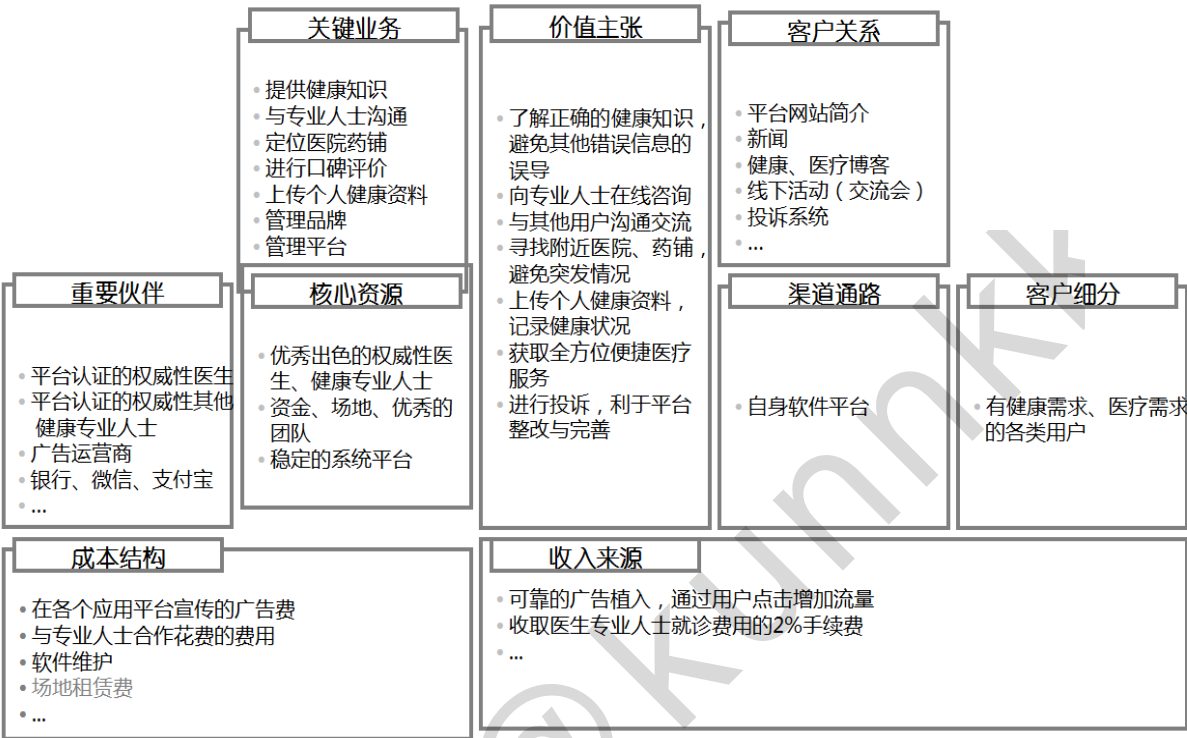 关键业务
• 提供健康知识
• 与专业人士沟通
• 定位医院药铺
• 进行口碑评价
• 上传个人健康资料
• 管理品牌
• 管理平台
价值主张
• 了解正确的健康知识，
避免其他错误信息的
误导
• 向专业人士在线咨询
• 与其他用户沟通交流
• 寻找附近医院、药铺，
避免突发情况
• 上传个人健康资料，
记录健康状况
• 获取全方位便捷医疗
服务
• 进行投诉，利于平台
整改与完善
客户关系
• 平台网站简介
• 新闻
• 健康、医疗博客
• 线下活动（交流会）
• 投诉系统
• ...
重要伙伴
• 平台认证的权威性医生
• 平台认证的权威性其他
健康专业人士
• 广告运营商
• 银行、微信、支付宝
• ...
核心资源
• 优秀出色的权威性医
生、健康专业人士
• 资金、场地、优秀的
团队
• 稳定的系统平台
渠道通路
• 自身软件平台
客户细分
• 有健康需求、医疗需求
的各类用户
成本结构
• 在各个应用平台宣传的广告费
• 与专业人士合作花费的费用
• 软件维护
• 场地租赁费
• ...
收入来源
• 可靠的广告植入，通过用户点击增加流量
• 收取医生专业人士就诊费用的2%手续费
• ...
@kunnkk